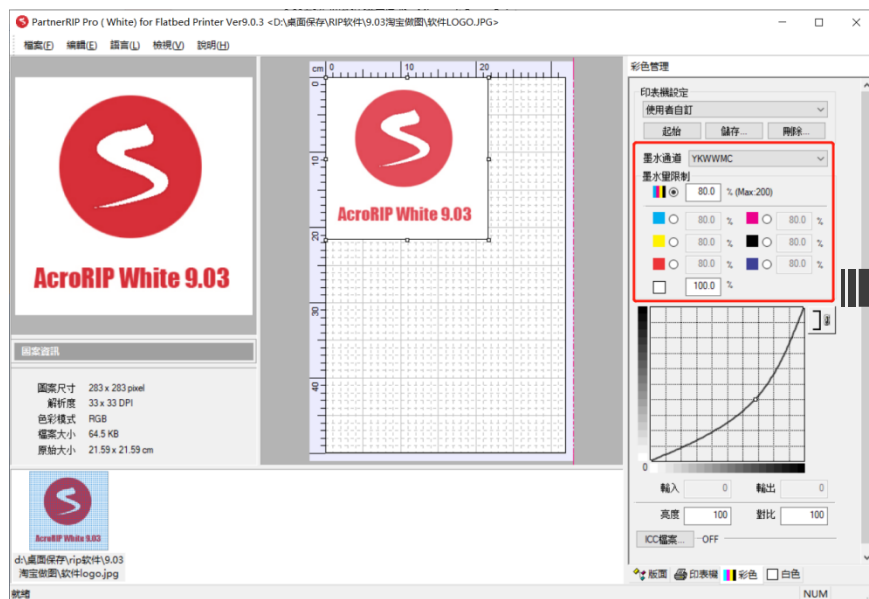 PartnerRIP Pro ( White) for Flatbed Printer Ver9.0.3 <D:\桌面保存\RIP软件\9.03淘宝做图\软件LOGO.JPG>
檔案(F) 編輯(E) 語言(L) 檢視(V) 說明(H)
AcroRIP White 9.03
圖案資訊
圖案尺寸 283 x 283 pixel
解析度 33 x 33 DPI
色彩模式 RGB
檔案大小 64.5 KB
原始大小 21.59 x 21.59 cm
cm 0 10 20
0
10
20
30
40
AcroRIP White 9.03
彩色管理
印表機設定
使用者自訂
起始 儲存... 刪除...
墨水通道 YKWWMC
墨水量限制
80.0 % (Max:200)
80.0 % 80.0 %
80.0 % 80.0 %
80.0 % 80.0 %
100.0 %
0
輸入 0 輸出 0
亮度 100 對比 100
ICC檔案... OFF
版面 印表機 彩色 白色
AcroRIP White 9.03
d:\桌面保存\rip软件\9.03
淘宝做图\软件logo.jpg
就緒 NUM